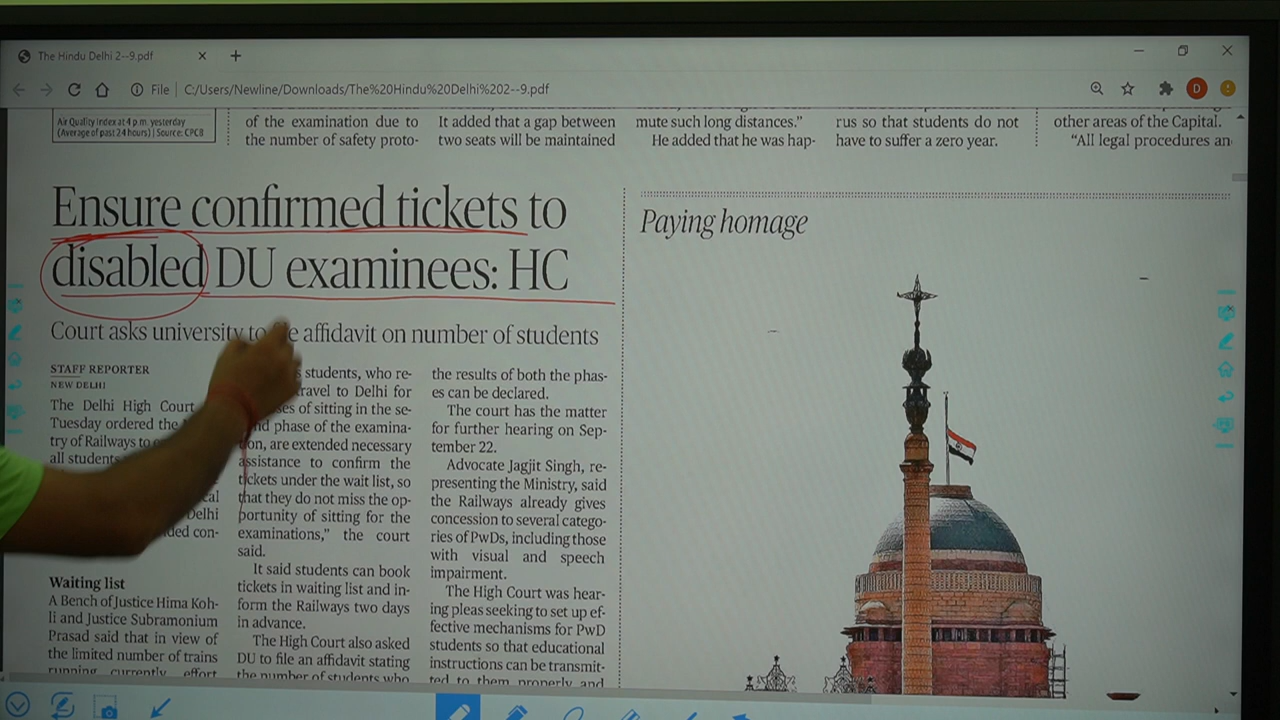 The Hindu Delhi 2--9.pdf
File
C:/Users/Newline/Downloads/The%20Hindu%20Delhi%202--9.pdf
D
Air Quality Index at 4 p.m. yesterday
(Average of past 24 hours) | Source: CPCB
of the examination due to
the number of safety proto-
It added that a gap between
two seats will be maintained
mute such long distances.”
He added that he was hap-
rus so that students do not
have to suffer a zero year.
other areas of the Capital.
“All legal procedures an
Ensure confirmed tickets to
disabled DU examinees: HC
Court asks university to affidavit on number of students
STAFF REPORTER
NEW DELHI
The Delhi High Court
Tuesday ordered the
try of Railways to
all students
Waiting list
A Bench of Justice Hima Koh-
li and Justice Subramonium
Prasad said that in view of
the limited number of trains
running currently, effort
students, who re-
travel to Delhi for
of sitting in the se-
phase of the examina-
tion, are extended necessary
assistance to confirm the
tickets under the wait list, so
that they do not miss the op-
portunity of sitting for the
examinations,” the court
said.
It said students can book
tickets in waiting list and in-
form the Railways two days
in advance.
The High Court also asked
DU to file an affidavit stating
the number of students who
the results of both the phas-
es can be declared.
The court has the matter
for further hearing on Sep-
tember 22.
Advocate Jagjit Singh, re-
presenting the Ministry, said
the Railways already gives
concession to several catego-
ries of PwDs, including those
with visual and speech
impairment.
The High Court was hear-
ing pleas seeking to set up ef-
fective mechanisms for PwD
students so that educational
instructions can be transmit-
ted to them properly and
Paying homage